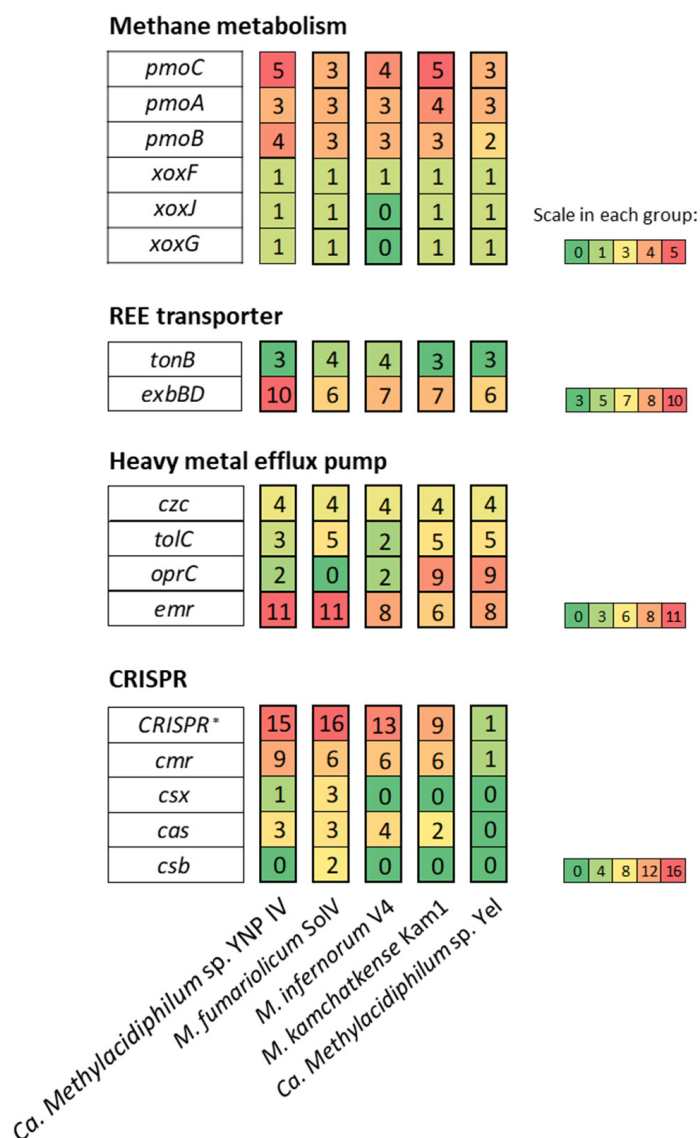 Methane metabolism
pmoC 5 3 4 5 3
pmoA 3 3 3 4 3
pmoB 4 3 3 3 2
xoxF 1 1 1 1 1
xoxJ 1 1 0 1 1
Scale in each group:
xoxG 1 1 0 1 1
0 1 3 4 5
REE transporter
tonB 3 4 4 3 3
exbBD 10 6 7 7 6
3 5 7 8 10
Heavy metal efflux pump
czc 4 4 4 4 4
tolC 3 5 2 5 5
oprC 2 0 2 9 9
emr 11 11 8 6 8
0 3 6 8 11
CRISPR
CRISPR* 15 16 13 9 1
cmr 9 6 6 6 1
csx 1 3 0 0 0
cas 3 3 4 2 0
csb 0 2 0 0 0
0 4 8 12 16
Ca. Methylacidiphilum sp. YNP IV
M. fumariolicum SolV
M. infernorum V4
M. kamchatkense Kam1
Ca. Methylacidiphilum sp. Yel